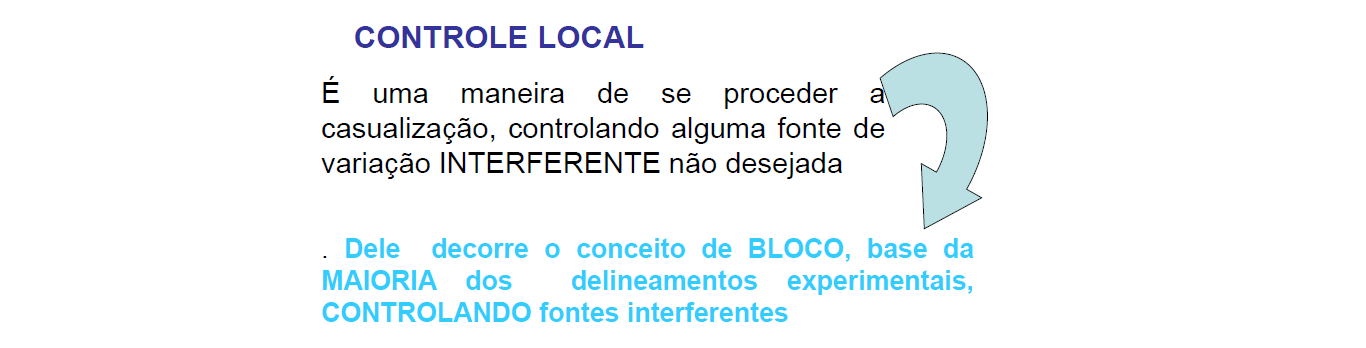 CONTROLE LOCAL
É uma maneira de se proceder a
casualização, controlando alguma fonte de
variação INTERFERENTE não desejada
. Dele decorre o conceito de BLOCO, base da
MAIORIA dos delineamentos experimentais,
CONTROLANDO fontes interferentes